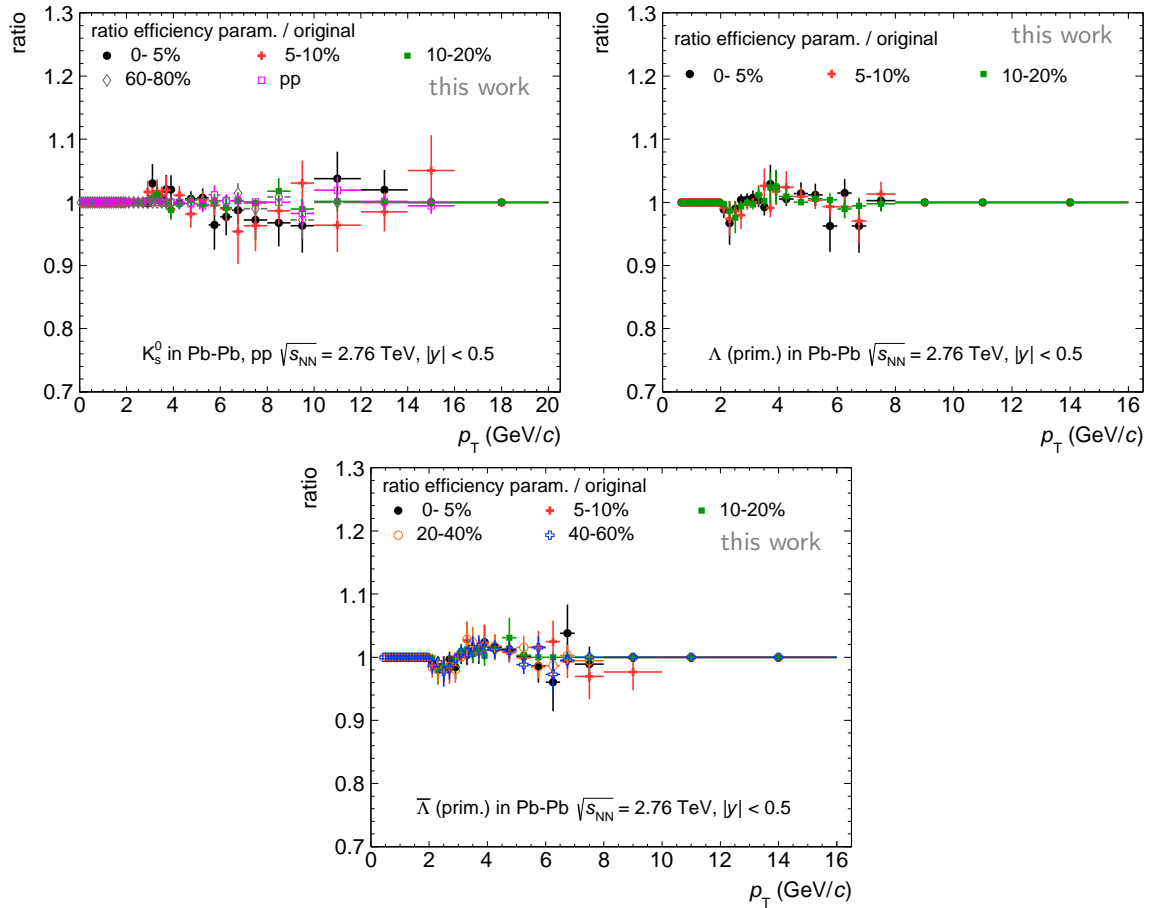 ratio
1.3
1.2
1.1
1
0.9
0.8
0.7
ratio efficiency param. / original
0- 5%
5-10%
10-20%
60-80%
pp
this work
K⁰ₛ in Pb-Pb, pp √sNN = 2.76 TeV, |y| < 0.5
0 2 4 6 8 10 12 14 16 18 20
pT (GeV/c)
ratio
1.3
1.2
1.1
1
0.9
0.8
0.7
this work
ratio efficiency param. / original
0- 5%
5-10%
10-20%
Λ (prim.) in Pb-Pb √sNN = 2.76 TeV, |y| < 0.5
0 2 4 6 8 10 12 14 16
pT (GeV/c)
ratio
1.3
1.2
1.1
1
0.9
0.8
0.7
ratio efficiency param. / original
0- 5%
5-10%
10-20%
20-40%
40-60%
this work
Λ̅ (prim.) in Pb-Pb √sNN = 2.76 TeV, |y| < 0.5
0 2 4 6 8 10 12 14 16
pT (GeV/c)